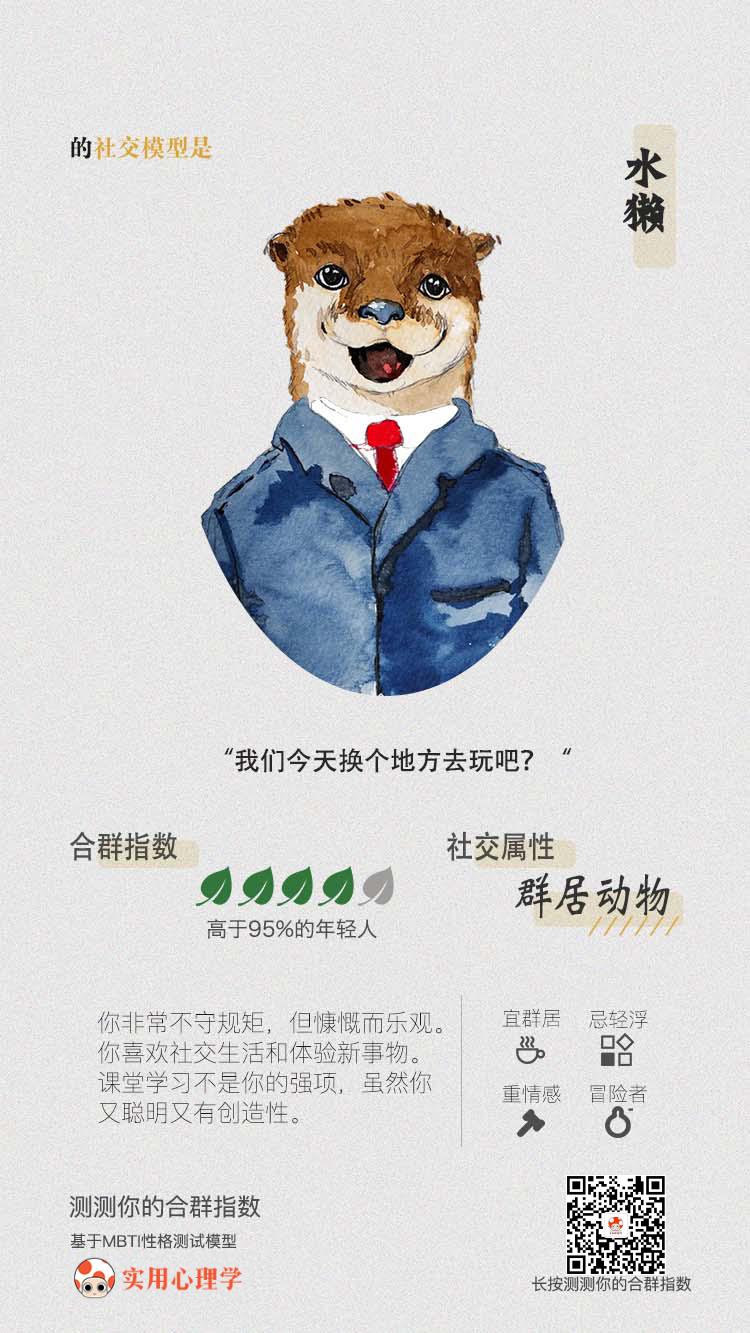 的社交模型是
水獭
“我们今天换个地方去玩吧？“
合群指数
高于95%的年轻人
社交属性
群居动物
你非常不守规矩，但慷慨而乐观。
你喜欢社交生活和体验新事物。
课堂学习不是你的强项，虽然你
又聪明又有创造性。
宜群居 忌轻浮
重情感 冒险者
测测你的合群指数
基于MBTI性格测试模型
实用心理学
长按测测你的合群指数